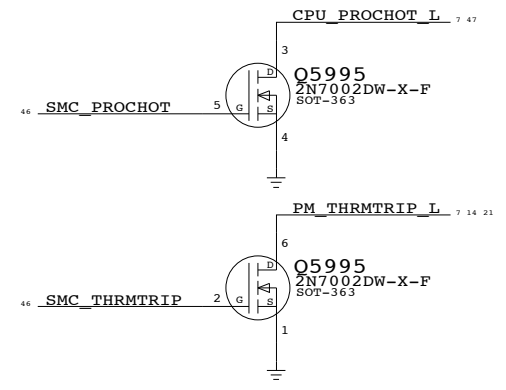 CPU_PROCHOT_L 7 47
3
D
Q5995
2N7002DW-X-F
SOT-363
46 SMC_PROCHOT 5 G S
4
PM_THRMTRIP_L 7 14 21
6
D
Q5995
2N7002DW-X-F
SOT-363
46 SMC_THRMTRIP 2 G S
1